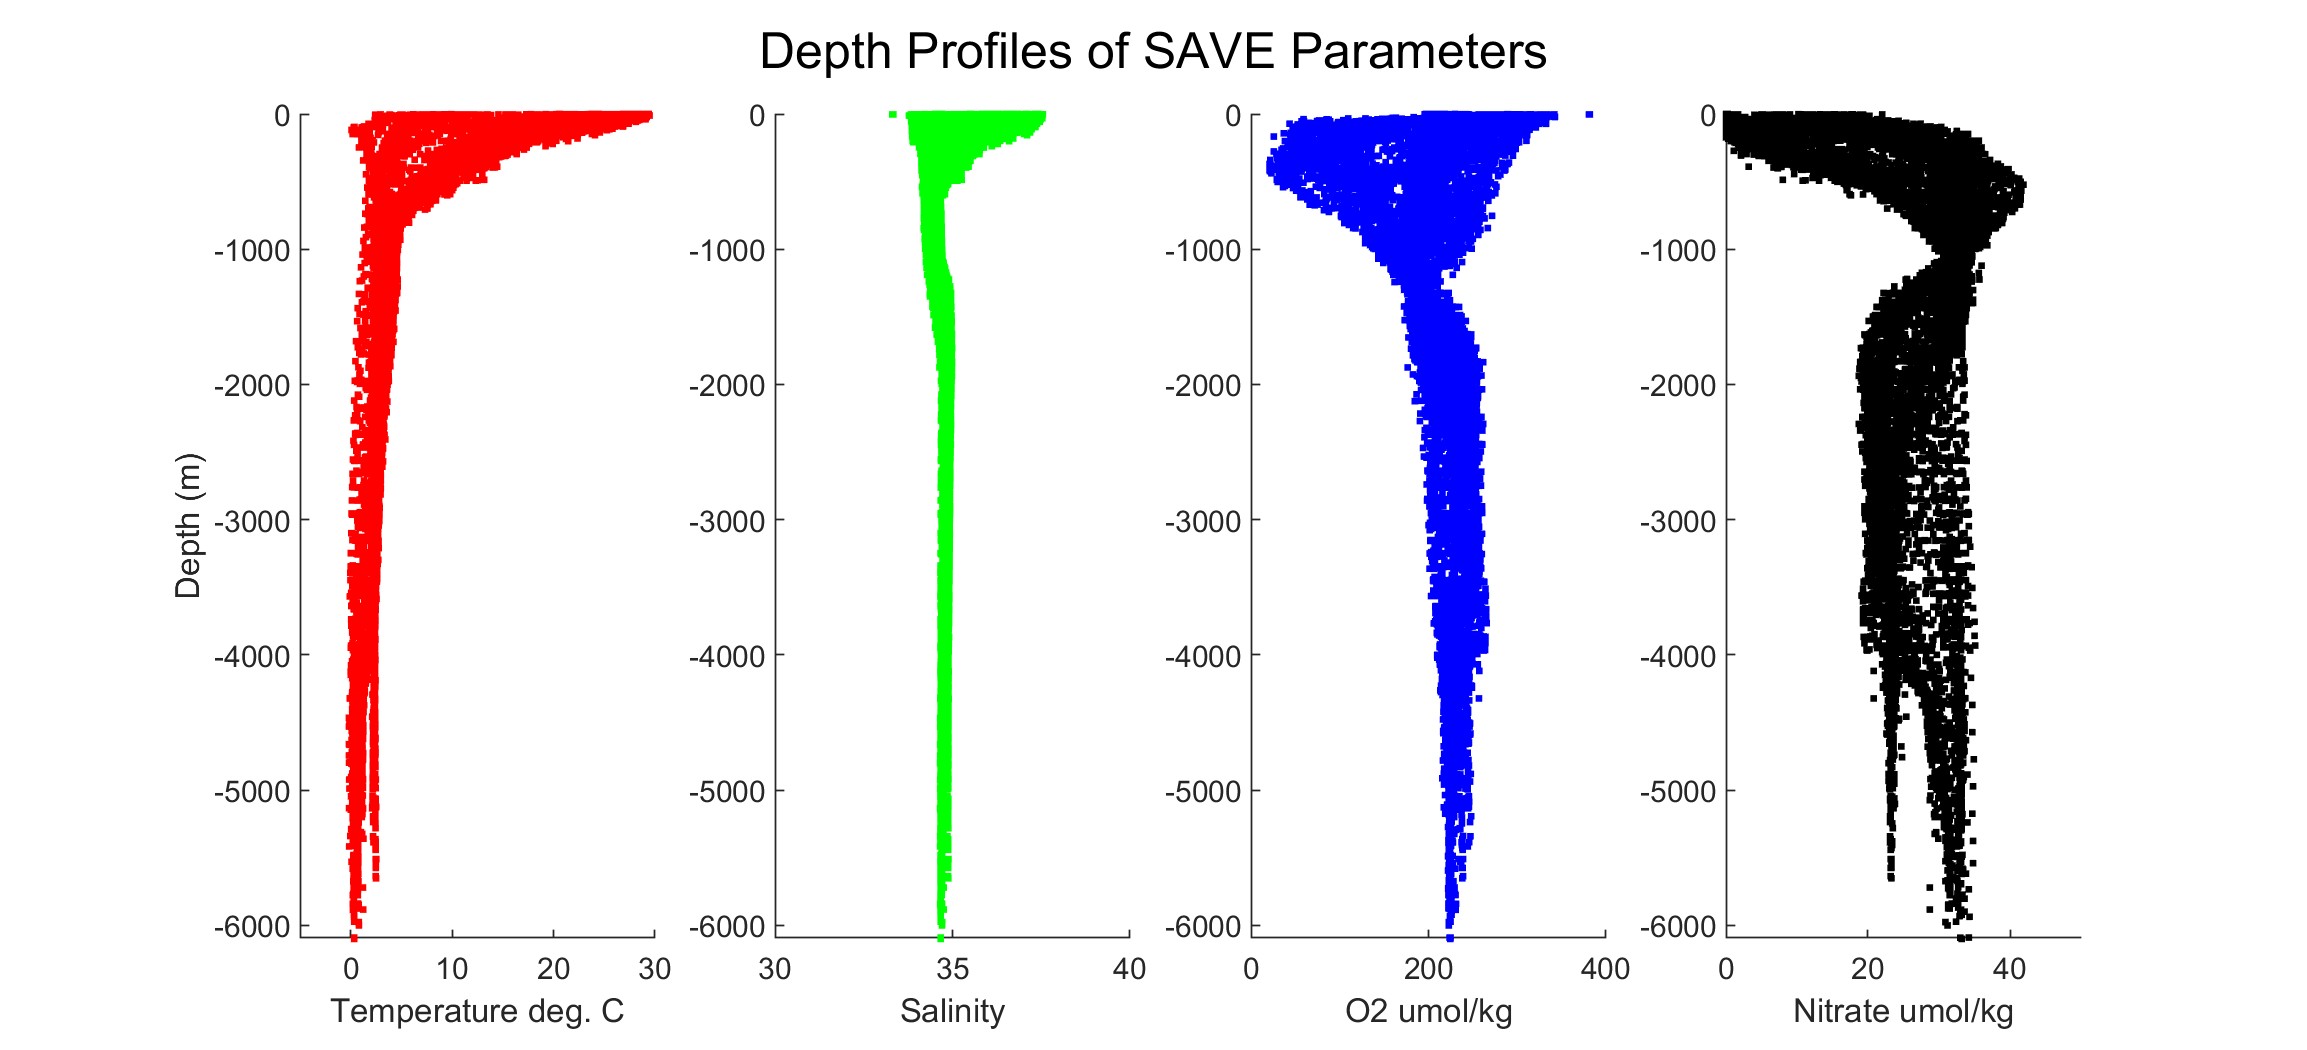 Depth Profiles of SAVE Parameters
Depth (m)
0
-1000
-2000
-3000
-4000
-5000
-6000
0 10 20 30
Temperature deg. C
0
-1000
-2000
-3000
-4000
-5000
-6000
30 35 40
Salinity
0
-1000
-2000
-3000
-4000
-5000
-6000
0 200 400
O2 umol/kg
0
-1000
-2000
-3000
-4000
-5000
-6000
0 20 40
Nitrate umol/kg